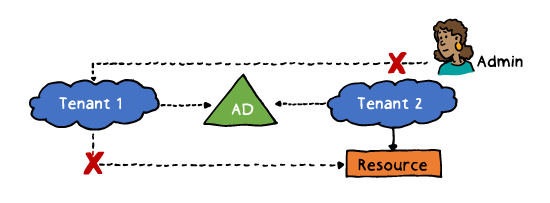 Admin
Tenant 1
AD
Tenant 2
Resource